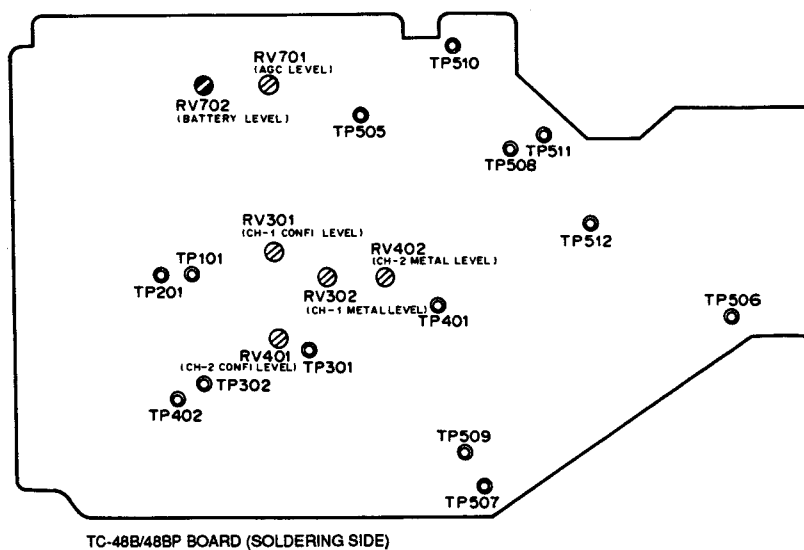 RV701
(AGC LEVEL)
TP510
RV702
(BATTERY LEVEL)
TP505
TP508
TP511
RV301
(CH-1 CONFI LEVEL)
TP512
RV402
(CH-2 METAL LEVEL)
TP101
TP201
RV302
(CH-1 METAL LEVEL)
TP401
TP506
RV401
(CH-2 CONFI LEVEL)
TP301
TP302
TP402
TP509
TP507
TC-48B/48BP BOARD (SOLDERING SIDE)